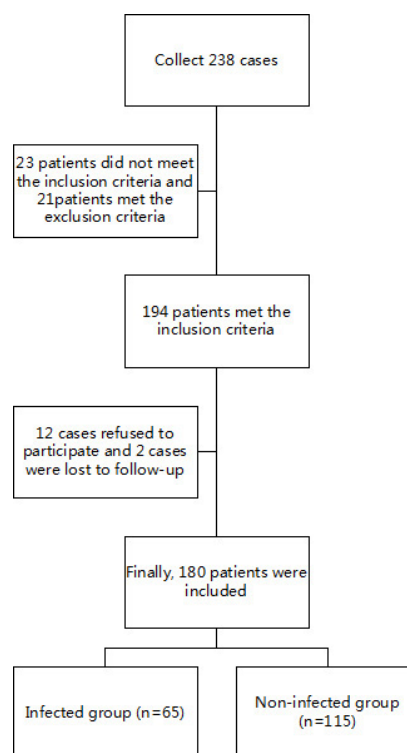 Collect 238 cases
23 patients did not meet
the inclusion criteria and
21patients met the
exclusion criteria
194 patients met the
inclusion criteria
12 cases refused to
participate and 2 cases
were lost to follow-up
Finally, 180 patients were
included
Infected group (n=65)
Non-infected group
(n=115)